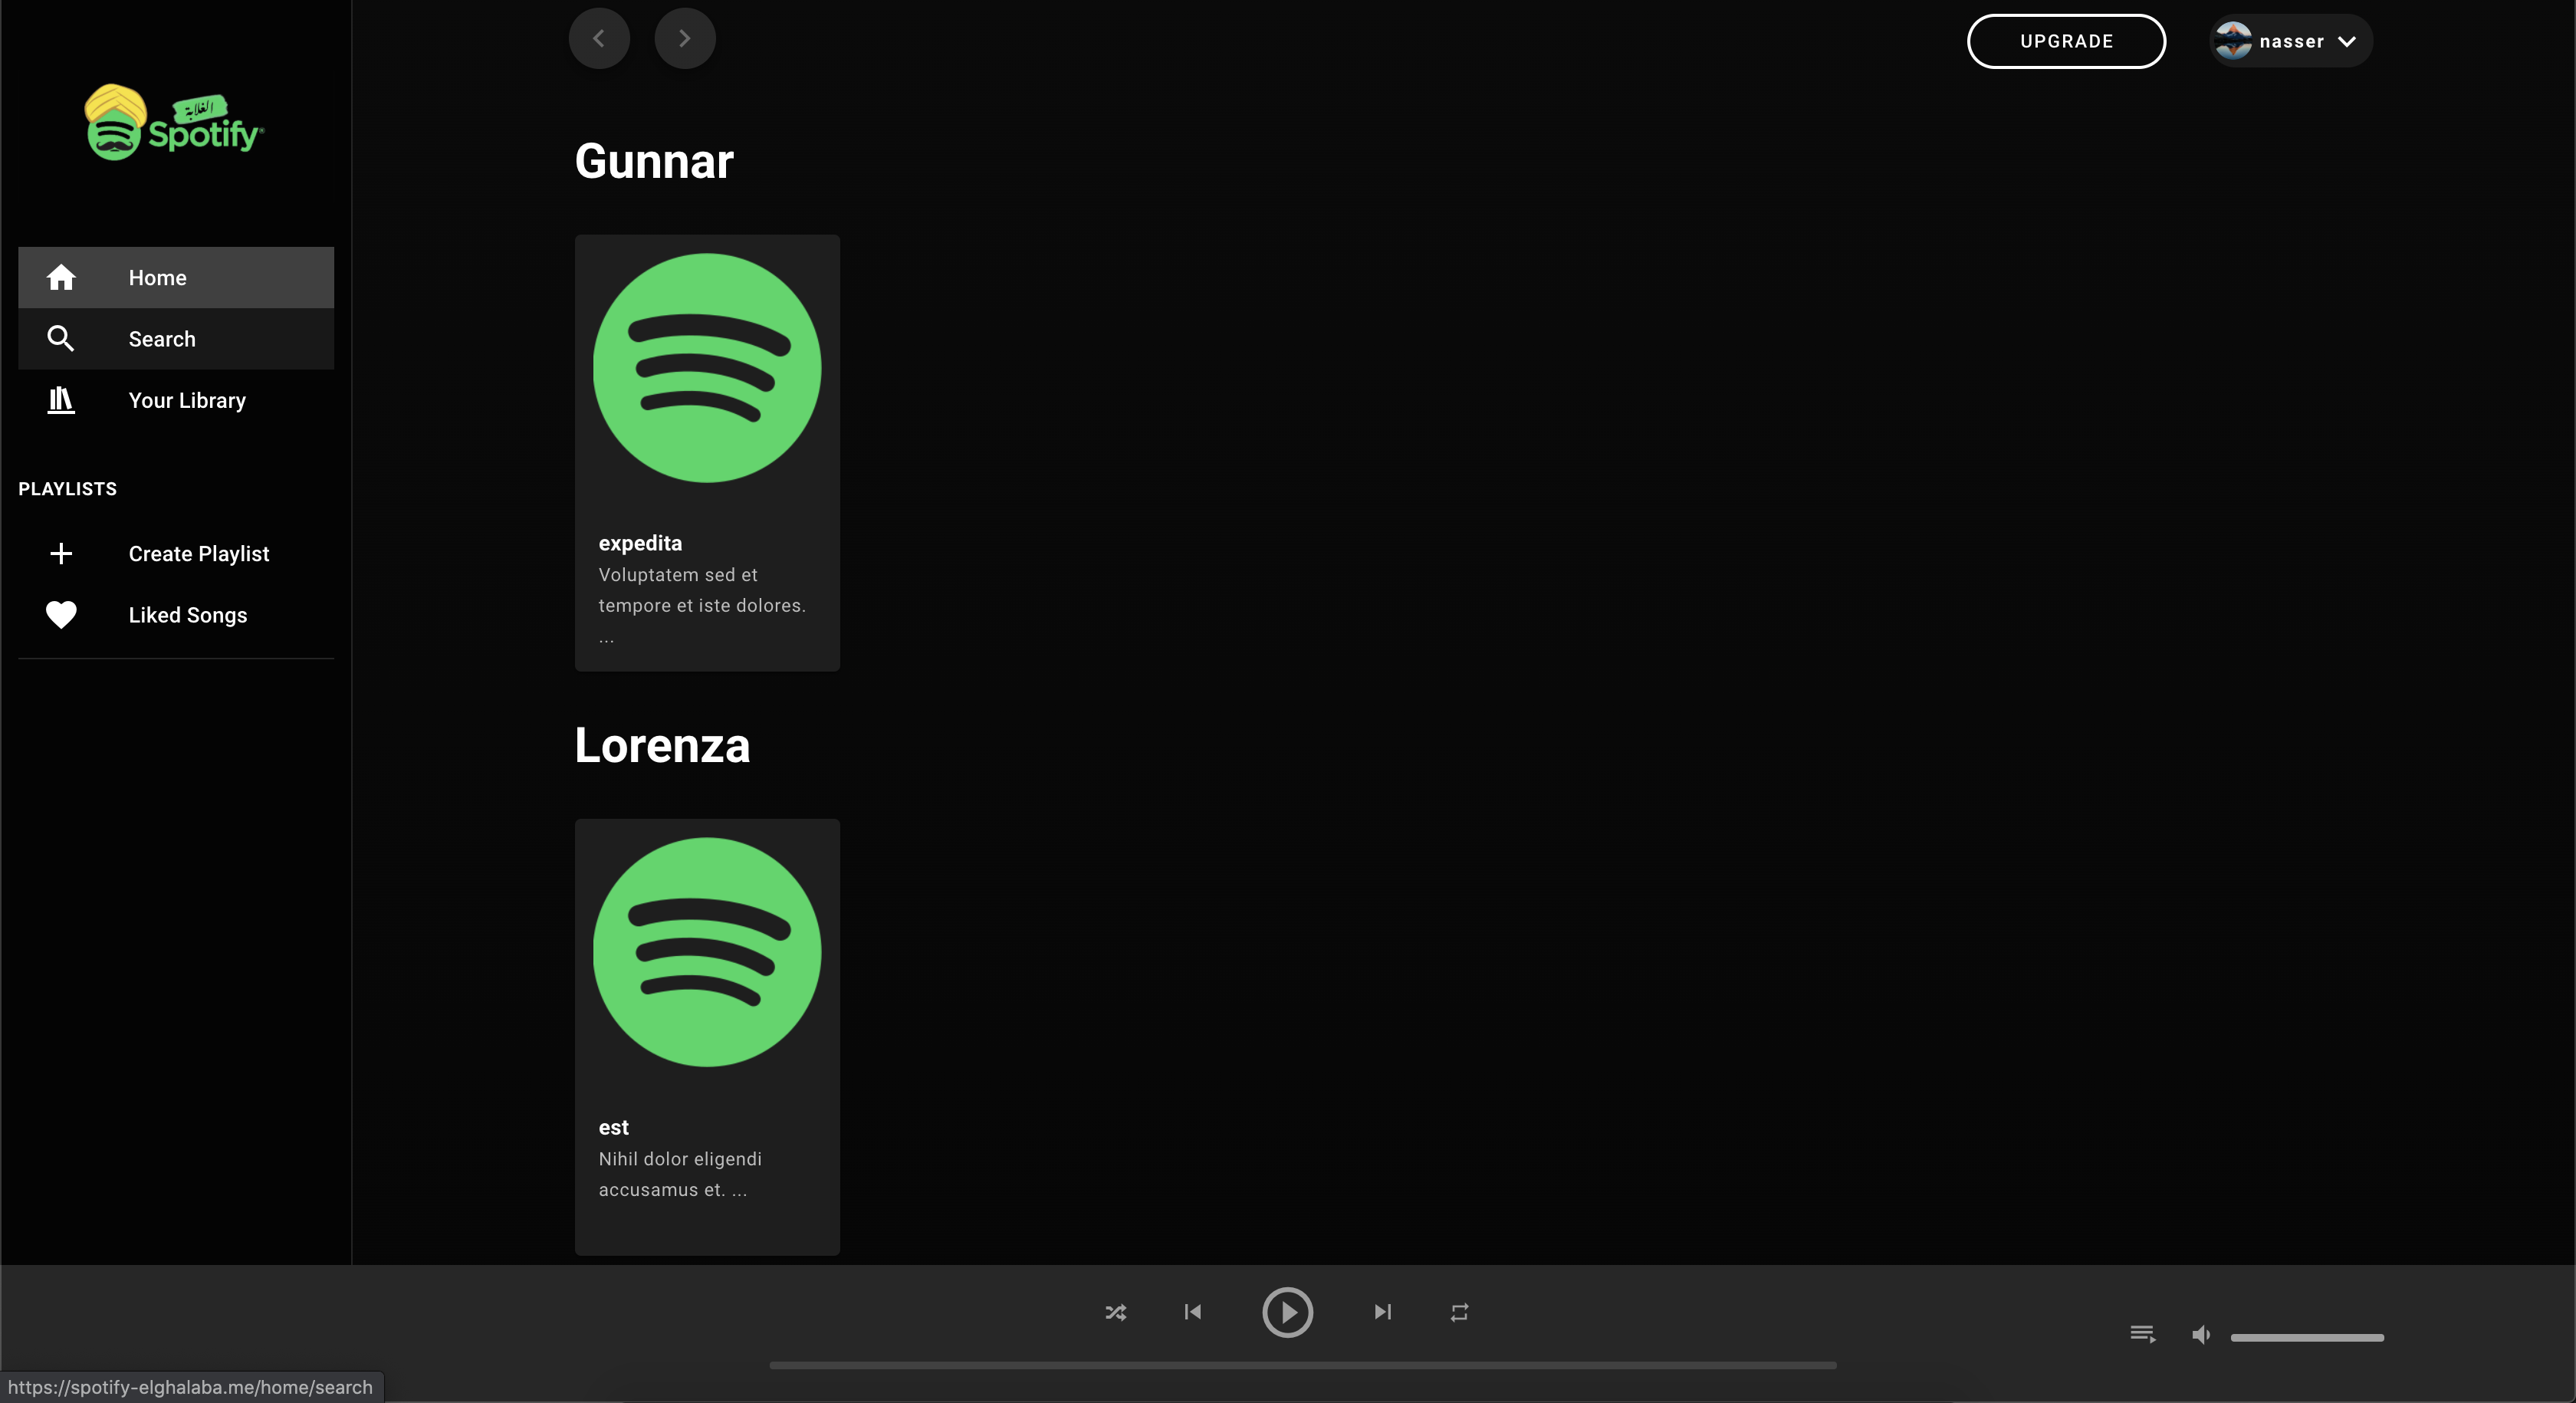 الغلابة
Spotify
Home
Search
Your Library
PLAYLISTS
Create Playlist
Liked Songs
UPGRADE
nasser
Gunnar
expedita
Voluptatem sed et
tempore et iste dolores.
...
Lorenza
est
Nihil dolor eligendi
accusamus et. ...
https://spotify-elghalaba.me/home/search